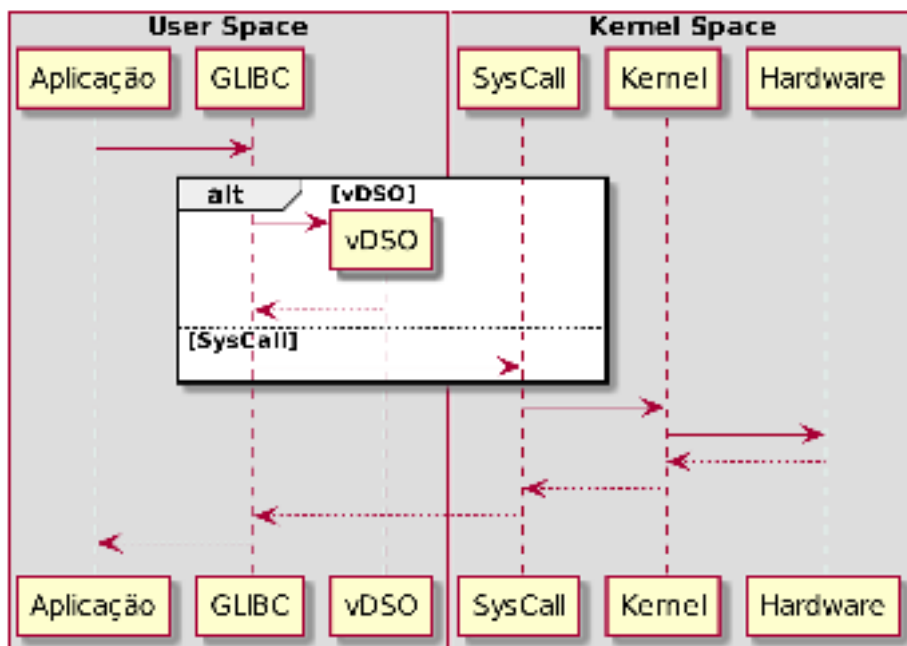 User Space
Kernel Space
Aplicação
GLIBC
SysCall
Kernel
Hardware
alt
[vDSO]
vDSO
[SysCall]
Aplicação
GLIBC
vDSO
SysCall
Kernel
Hardware